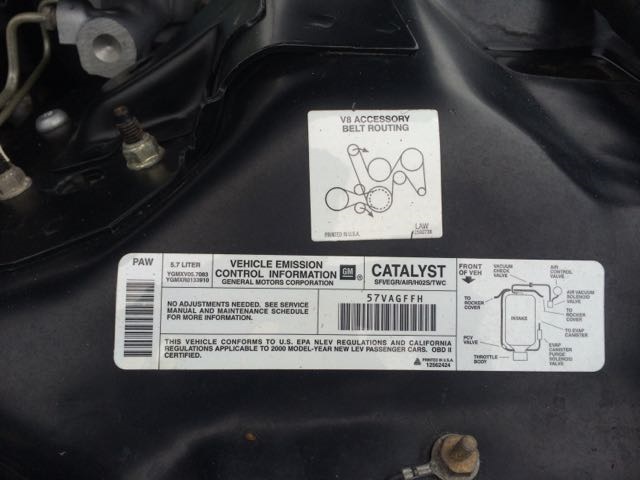 V8 ACCESSORY
BELT ROUTING
PRINTED IN U.S.A.
LAW
PAW
5.7 LITER
YGMXV05.7083
YGMXR0133910
VEHICLE EMISSION
CONTROL INFORMATION
GENERAL MOTORS CORPORATION
GM
CATALYST
SFI/EGR/AIR/HO2S/TWC
NO ADJUSTMENTS NEEDED. SEE SERVICE
MANUAL AND MAINTENANCE SCHEDULE
FOR MORE INFORMATION.
57VAGFFH
THIS VEHICLE CONFORMS TO U.S. EPA NLEV REGULATIONS AND CALIFORNIA
REGULATIONS APPLICABLE TO 2000 MODEL-YEAR NEW LEV PASSENGER CARS. OBD II
CERTIFIED.
PRINTED IN U.S.A.
12562424
FRONT
OF VEH
VACUUM
CHECK
VALVE
AIR
CONTROL
VALVE
AIR VACUUM
SOLENOID
VALVE
TO
ROCKER
COVER
TO
ROCKER
COVER
INTAKE
TO EVAP
CANISTER
PCV
VALVE
EVAP
CANISTER
PURGE
SOLENOID
VALVE
THROTTLE
BODY